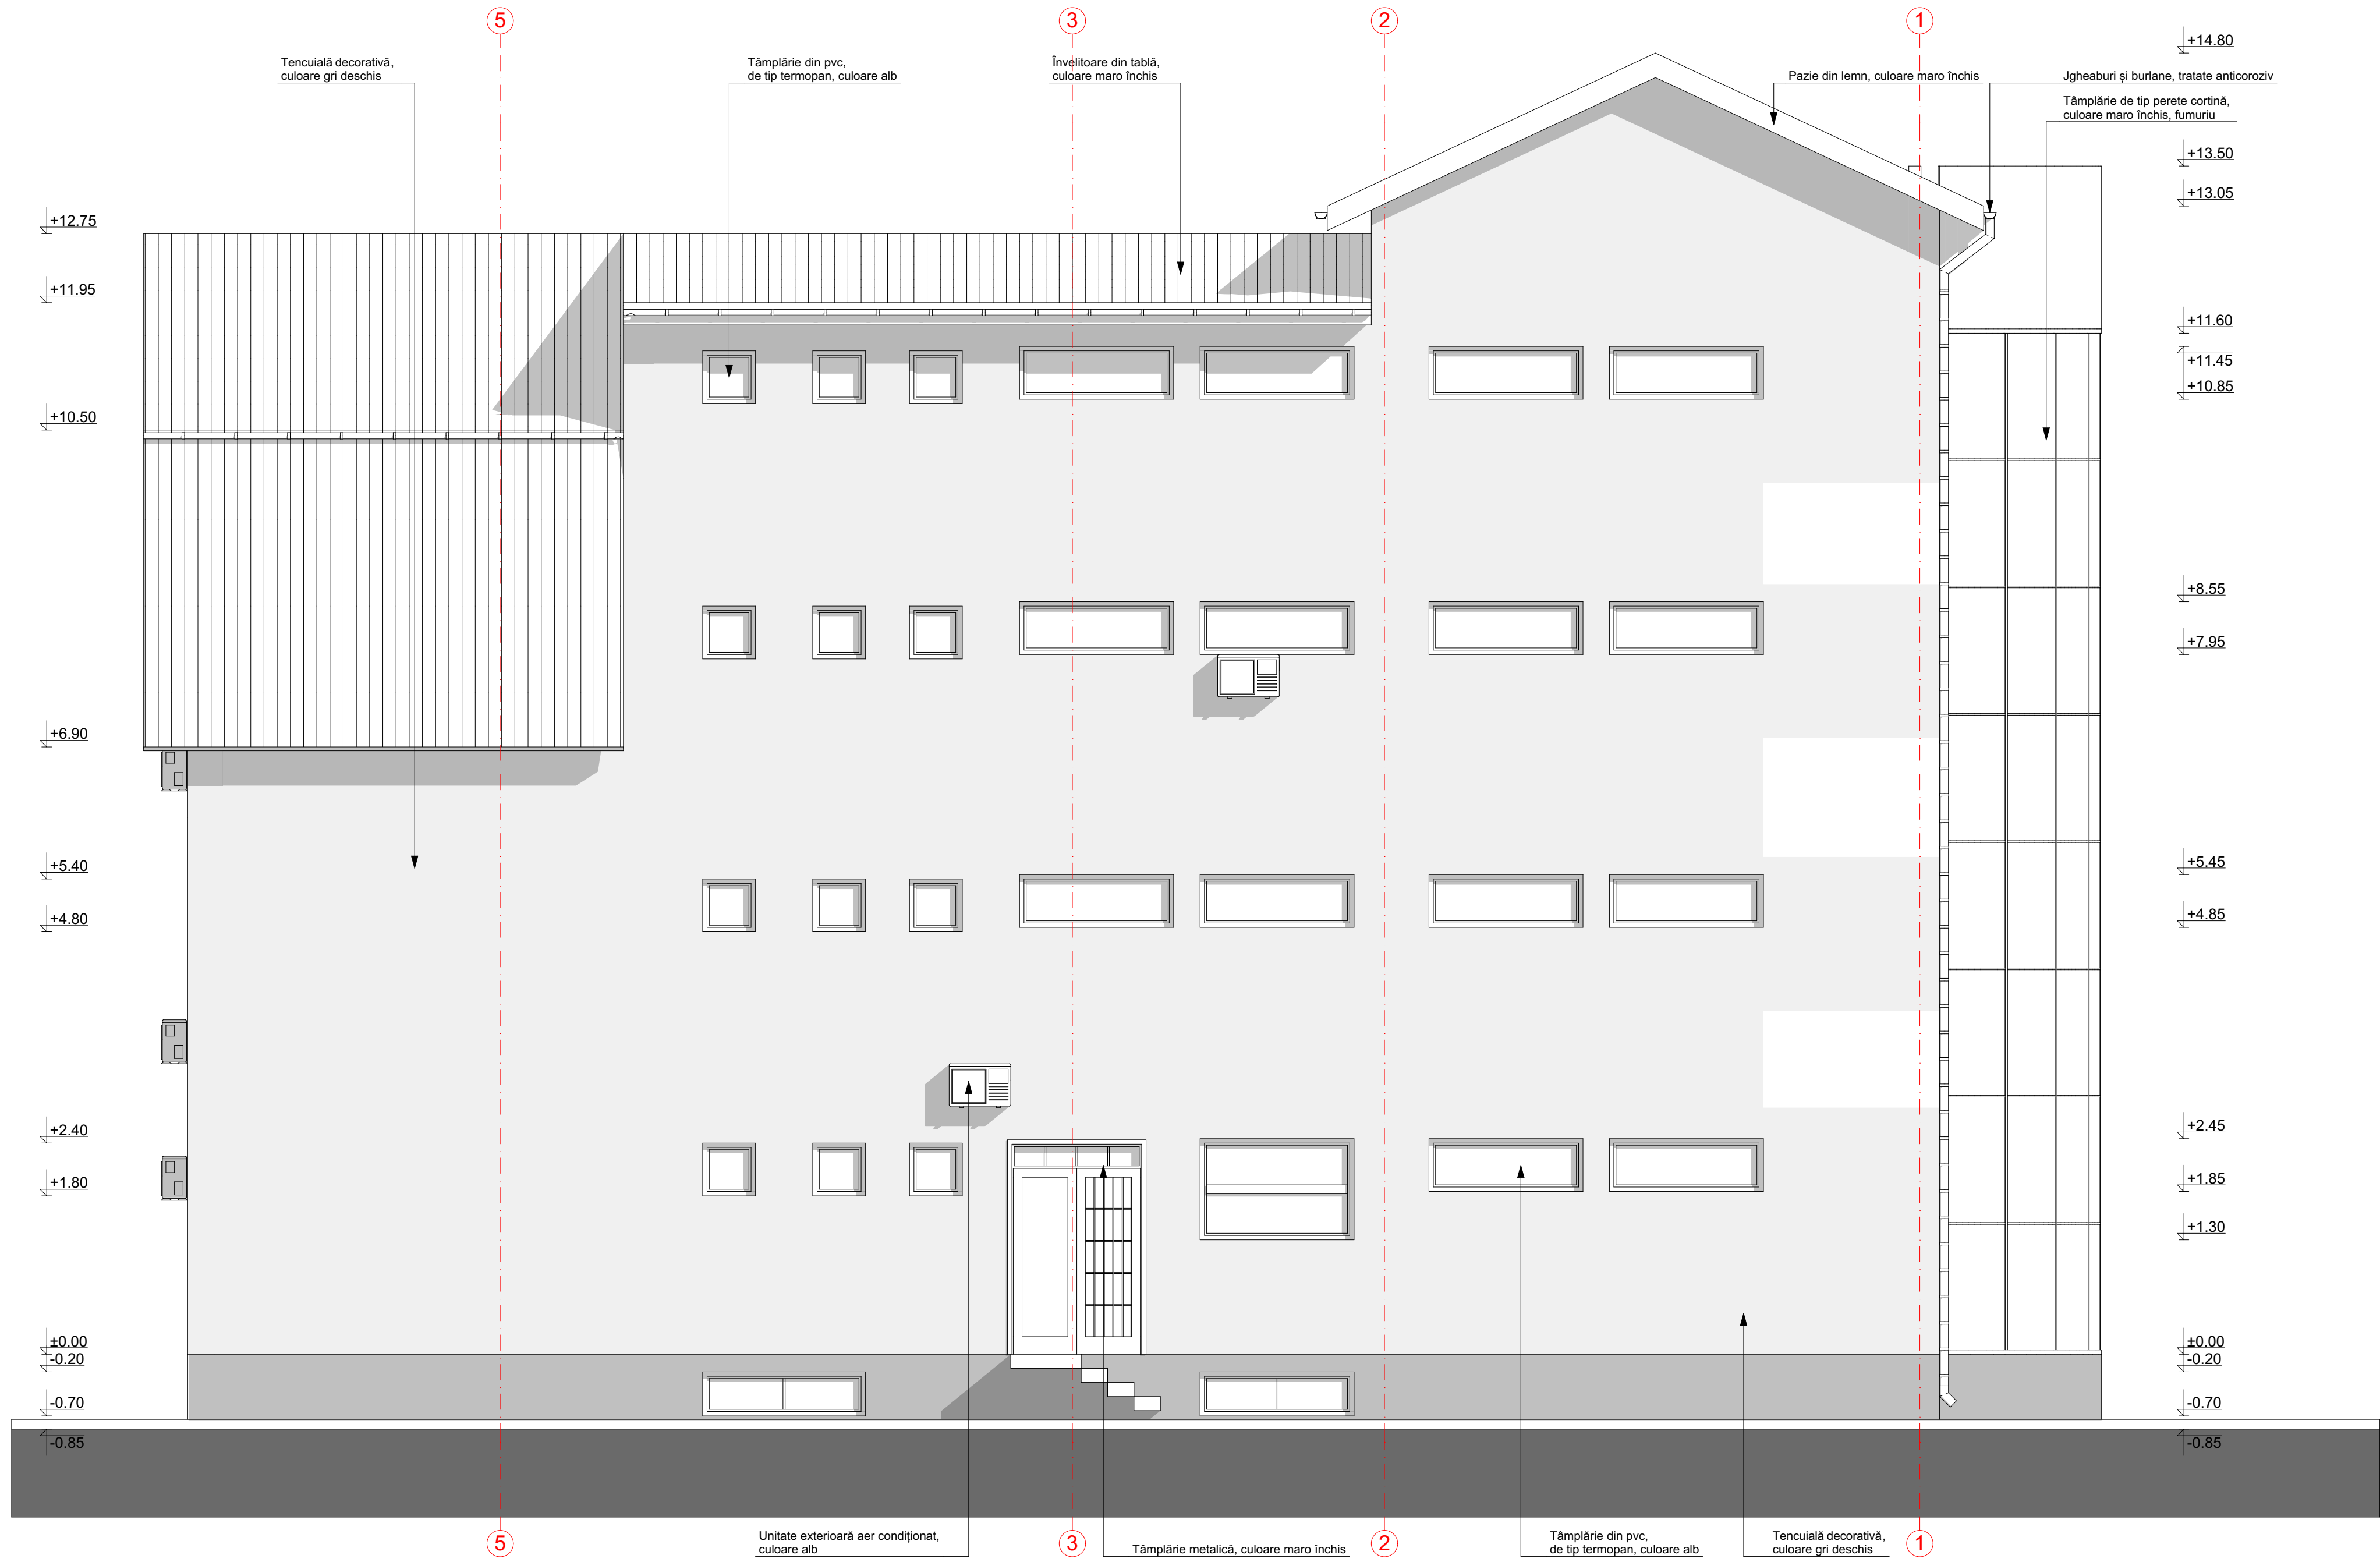 5
3
2
1
+14.80
Tencuială decorativă,
culoare gri deschis
Tâmplărie din pvc,
de tip termopan, culoare alb
Învelitoare din tablă,
culoare maro închis
Pazie din lemn, culoare maro închis
Jgheaburi și burlane, tratate anticoroziv
Tâmplărie de tip perete cortină,
culoare maro închis, fumuriu
+13.50
+13.05
+12.75
+11.95
+11.60
+11.45
+10.85
+10.50
+8.55
+7.95
+6.90
+5.40
+5.45
+4.80
+4.85
+2.40
+2.45
+1.80
+1.85
+1.30
±0.00
±0.00
-0.20
-0.20
-0.70
-0.70
-0.85
-0.85
Unitate exterioară aer condiționat,
culoare alb
Tâmplărie metalică, culoare maro închis
Tâmplărie din pvc,
de tip termopan, culoare alb
Tencuială decorativă,
culoare gri deschis
5
3
2
1